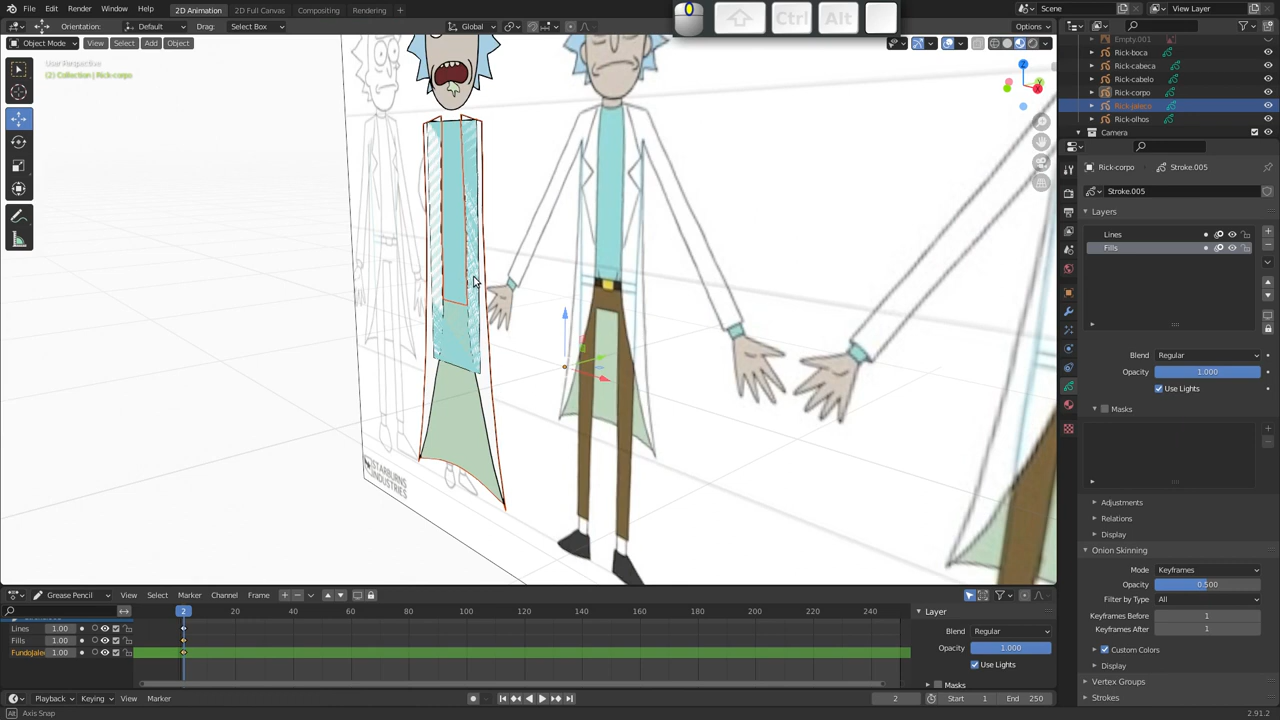 Ctrl
Alt
File Edit Render Window Help 2D Animation 2D Full Canvas Compositing Rendering
Scene
View Layer
Orientation: Default Drag: Select Box Global Options
Object Mode View Select Add Object
User Perspective
(2) Collection | Rick-corpo
Z
STARBURNS
INDUSTRIES
Empty.001
Rick-boca
Rick-cabeca
Rick-cabelo
Rick-corpo
Rick-jaleco
Rick-olhos
Camera
Rick-corpo Stroke.005
Stroke.005
Layers
Lines
Fills
Blend Regular
Opacity 1.000
Use Lights
Masks
Adjustments
Relations
Display
Onion Skinning
Mode Keyframes
Opacity 0.500
Filter by Type All
Keyframes Before 1
Keyframes After 1
Custom Colors
Display
Vertex Groups
Strokes
Grease Pencil View Select Marker Channel Frame
2 20 40 60 80 100 120 140 160 180 200 220 240
Lines 1.00
Fills 1.00
FundoJale 1.00
Layer
Blend Regular
Opacity 1.000
Use Lights
Masks
Playback Keying View Marker 2 Start 1 End 250
Axis Snap 2.91.2